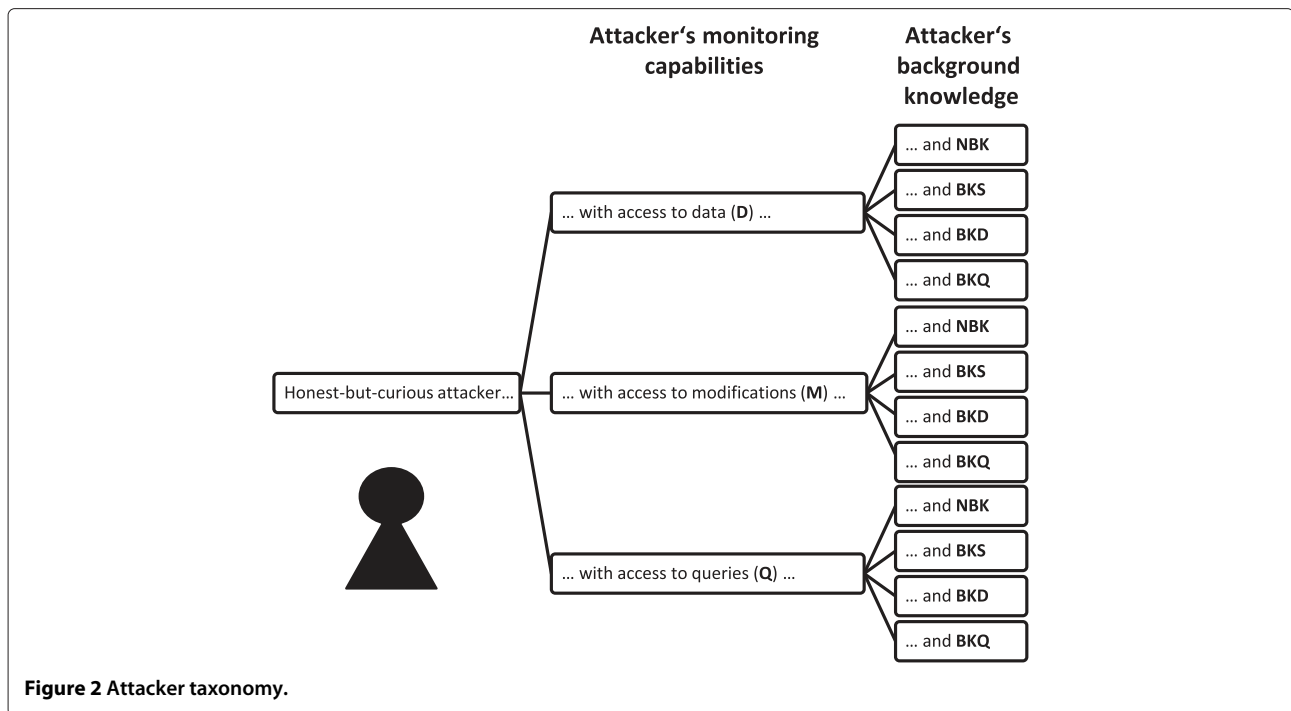 Attacker‘s monitoring
capabilities
Attacker‘s
background
knowledge
Honest-but-curious attacker...
... with access to data (D) ...
... and NBK
... and BKS
... and BKD
... and BKQ
... with access to modifications (M) ...
... and NBK
... and BKS
... and BKD
... and BKQ
... with access to queries (Q) ...
... and NBK
... and BKS
... and BKD
... and BKQ
Figure 2 Attacker taxonomy.